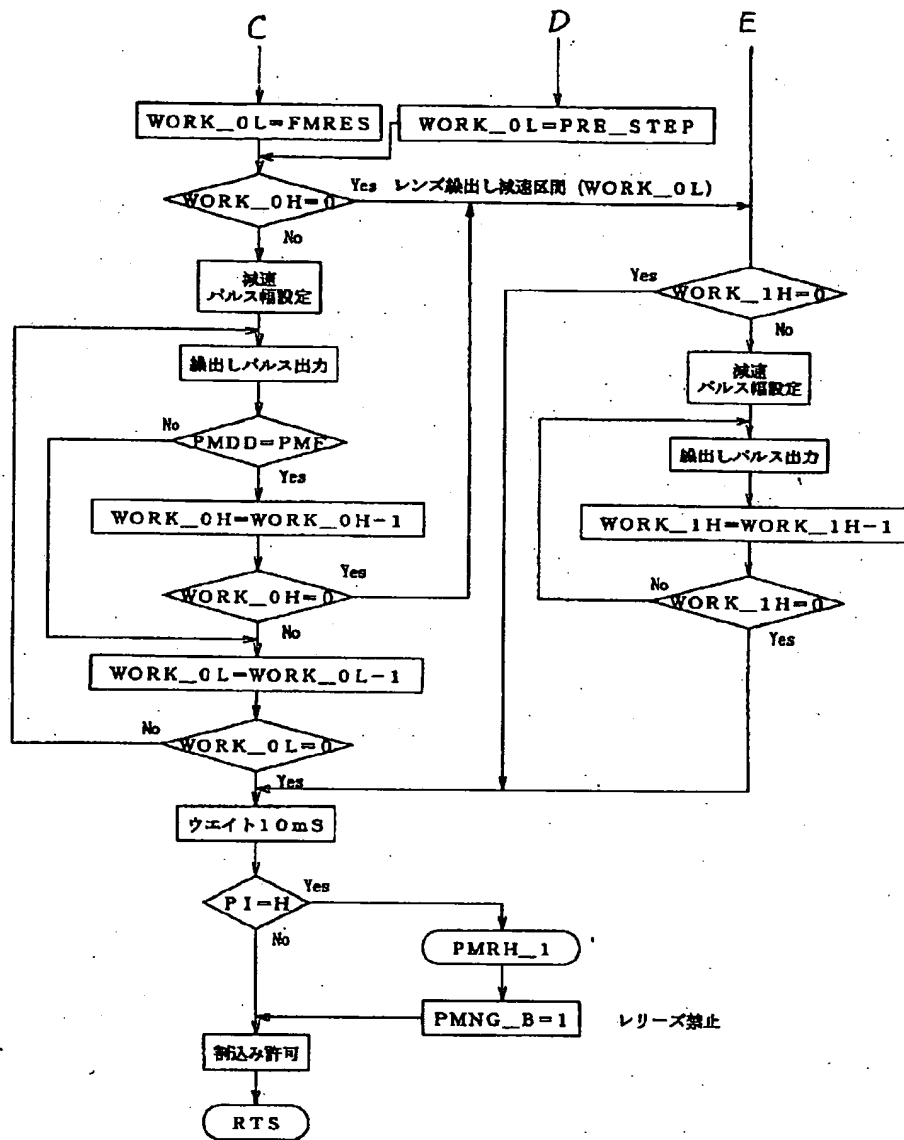 C
D
E
WORK_0L=FMRES
WORK_0L=PRE_STEP
WORK_0H=0
Yes
レンズ繰出し減速区間 (WORK_0L)
No
減速
パルス幅設定
Yes
WORK_1H=0
No
繰出しパルス出力
減速
パルス幅設定
No
PMDD=PMF
Yes
繰出しパルス出力
WORK_0H=WORK_0H-1
WORK_1H=WORK_1H-1
WORK_0H=0
Yes
No
No
WORK_1H=0
Yes
WORK_0L=WORK_0L-1
No
WORK_0L=0
Yes
ウエイト10mS
PI=H
Yes
No
PMRH_1
PMNG_B=1
レリーズ禁止
割込み許可
RTS